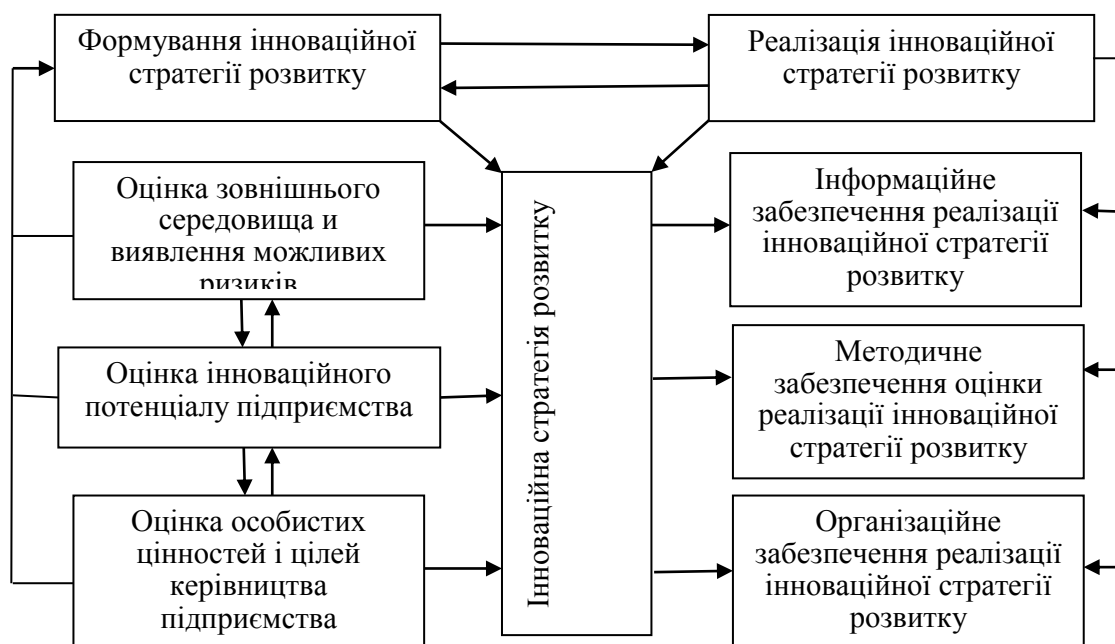 Формування інноваційної
стратегії розвитку
Реалізація інноваційної
стратегії розвитку
Оцінка зовнішнього
середовища и
виявлення можливих
ризиків
Оцінка інноваційного
потенціалу підприємства
Оцінка особистих
цінностей і цілей
керівництва
підприємства
Інноваційна стратегія розвитку
Інформаційне
забезпечення реалізації
інноваційної стратегії
розвитку
Методичне
забезпечення оцінки
реалізації інноваційної
стратегії розвитку
Організаційне
забезпечення реалізації
інноваційної стратегії
розвитку